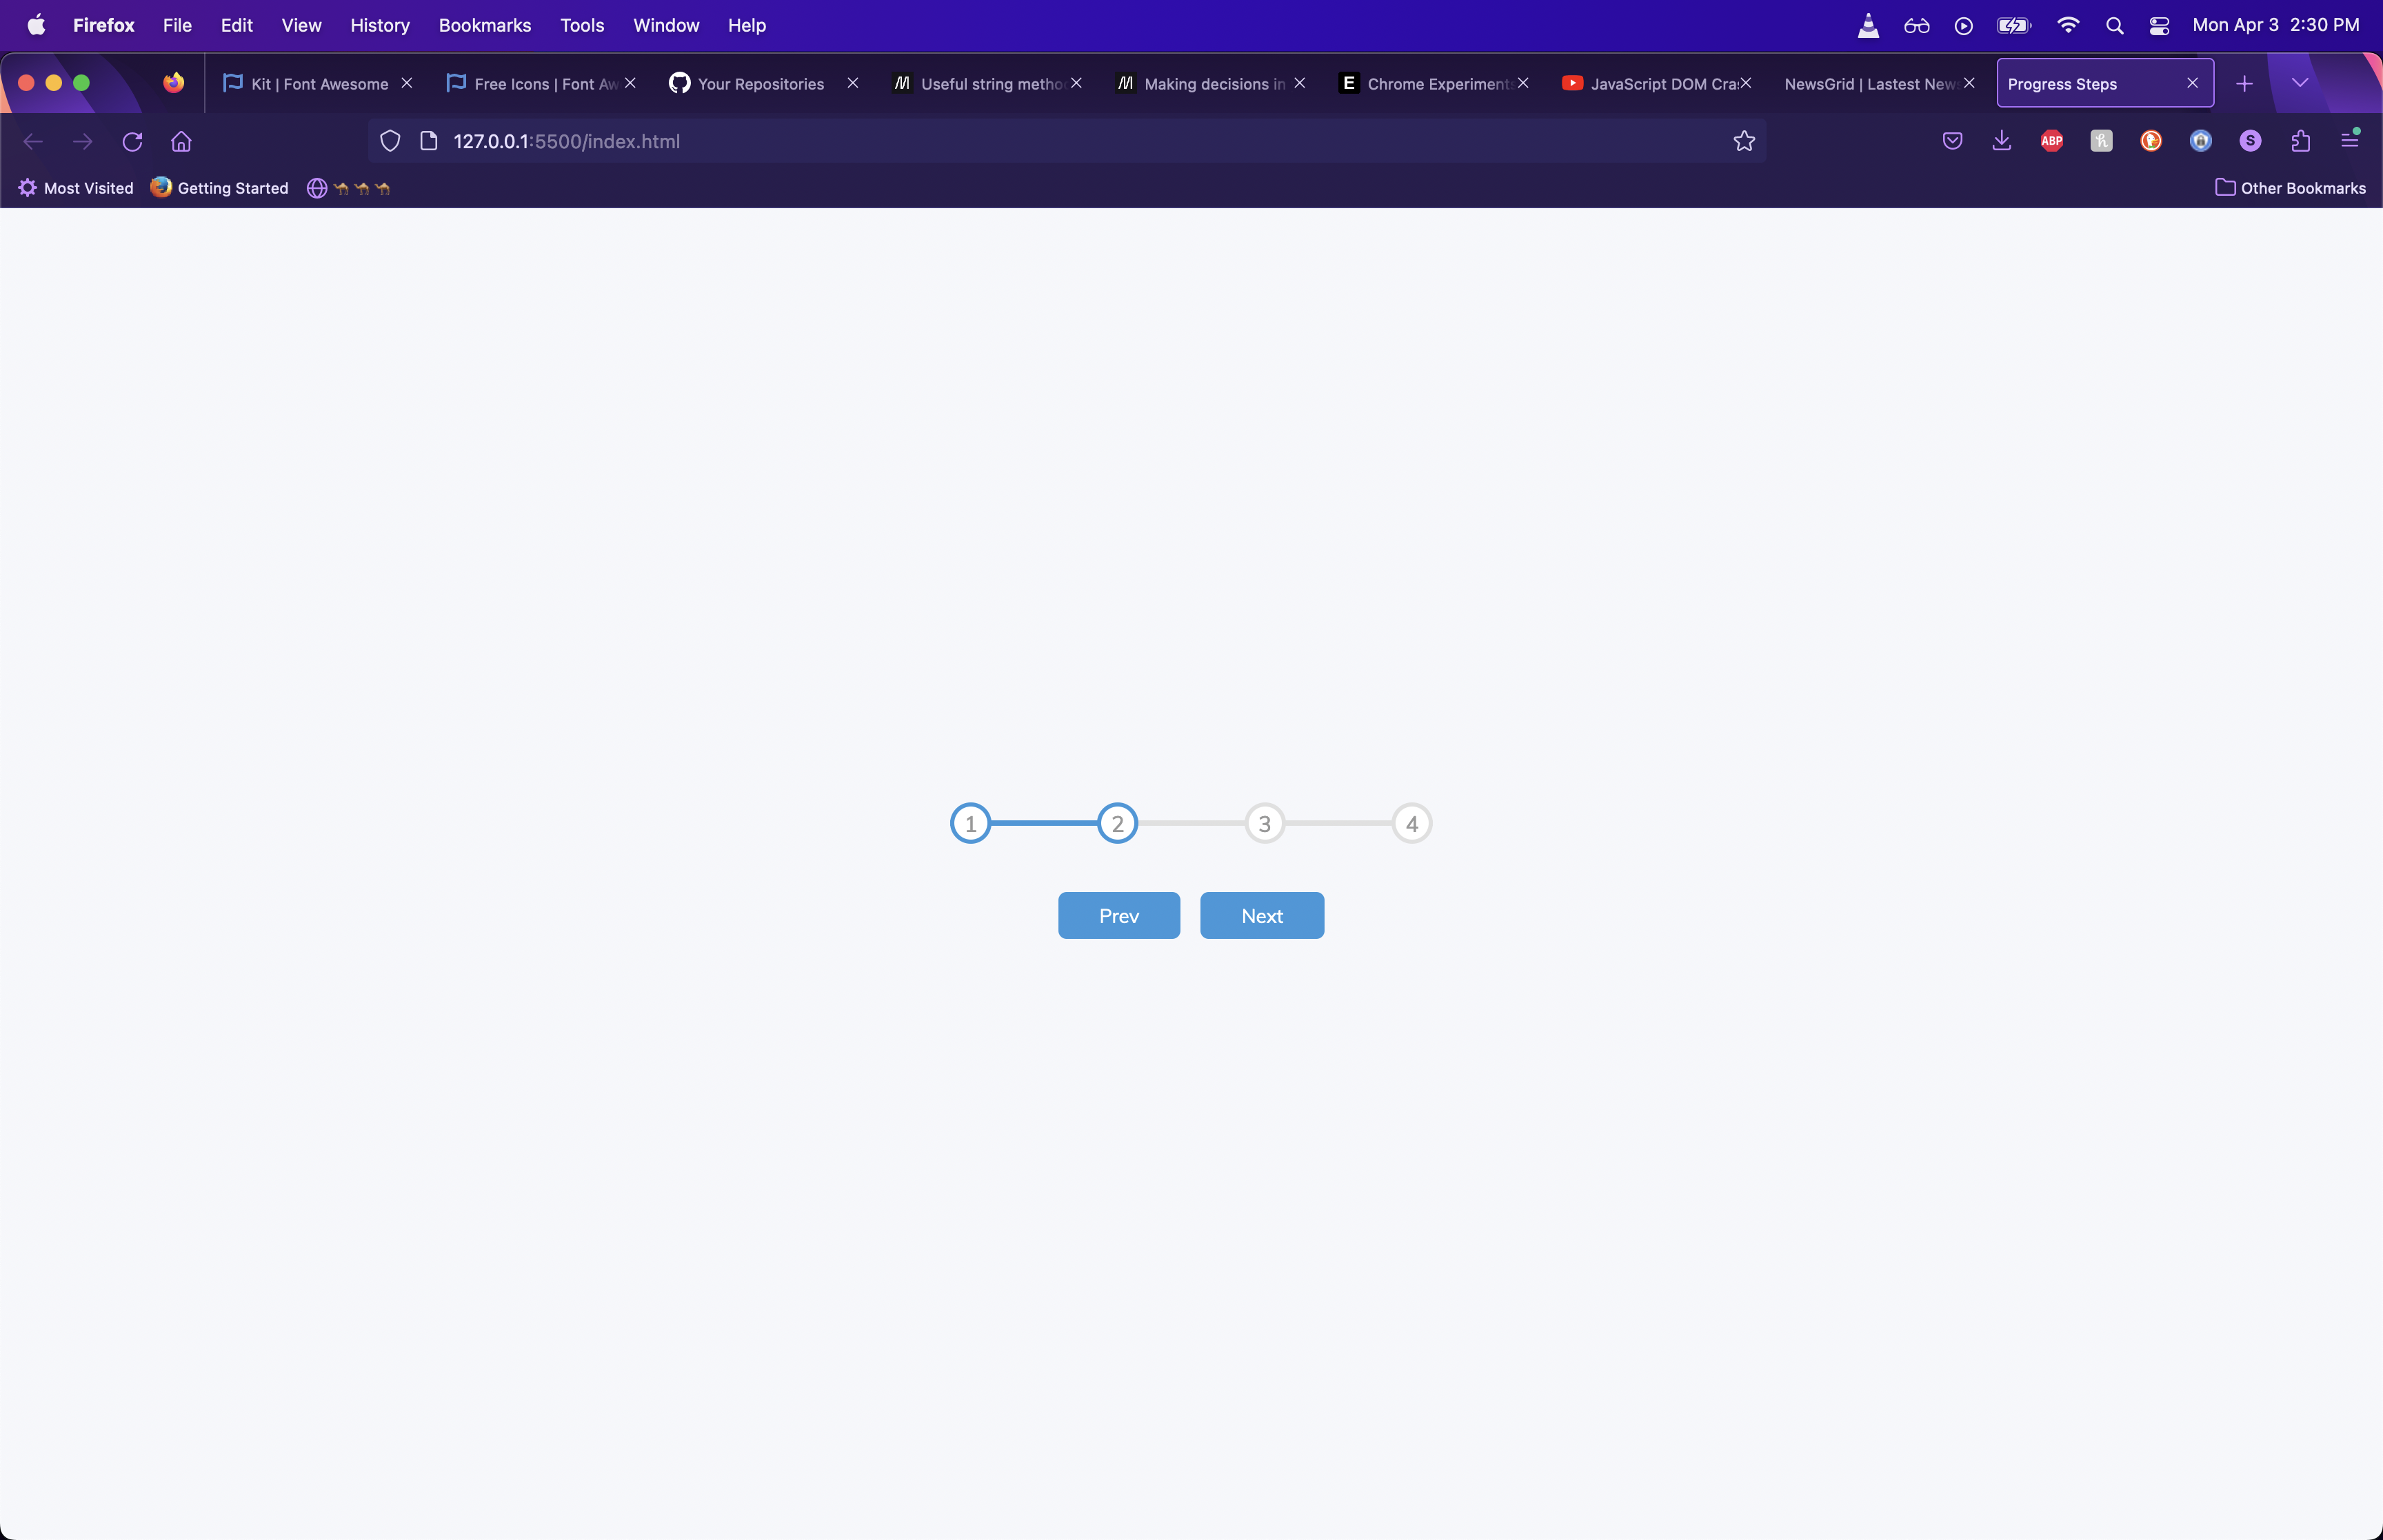 Firefox File Edit View History Bookmarks Tools Window Help Mon Apr 3 2:30 PM
Kit | Font Awesome Free Icons | Font Aw Your Repositories Useful string metho Making decisions in E Chrome Experiment JavaScript DOM Cra NewsGrid | Lastest New Progress Steps
127.0.0.1:5500/index.html ABP S
Most Visited Getting Started Other Bookmarks
1 2 3 4
Prev Next